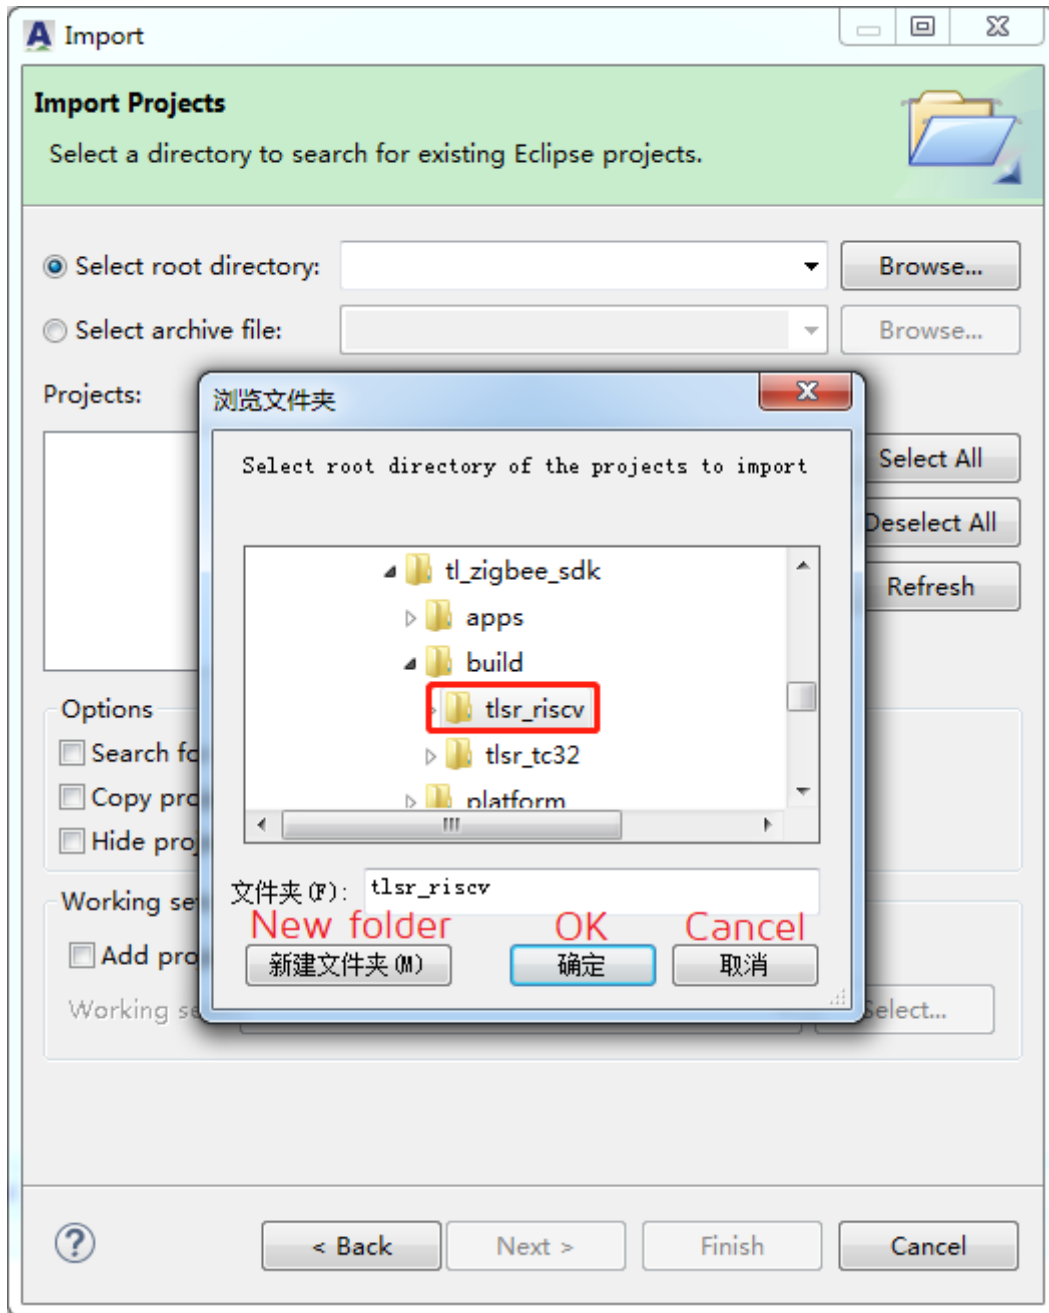 Import
Import Projects
Select a directory to search for existing Eclipse projects.
Select root directory:
Browse...
Select archive file:
Browse...
Projects:
浏览文件夹
Select root directory of the projects to import
Select All
Deselect All
Refresh
tl_zigbee_sdk
apps
build
tlsr_riscv
tlsr_tc32
platform
Options
Search fo
Copy pro
Hide proj
文件夹(F): tlsr_riscv
New folder OK Cancel
新建文件夹(M) 确定 取消
Working se
Add pro
Working se
Select...
< Back Next > Finish Cancel